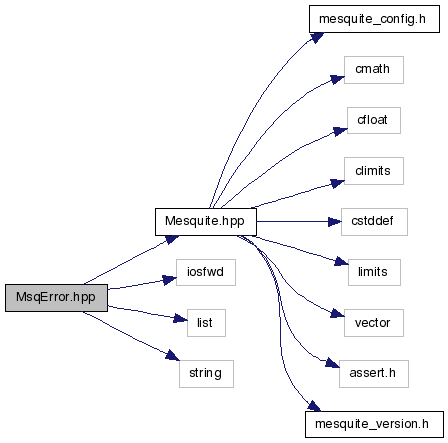 mesquite_config.h
cmath
cfloat
climits
Mesquite.hpp
cstddef
iosfwd
limits
MsqError.hpp
list
vector
string
assert.h
mesquite_version.h